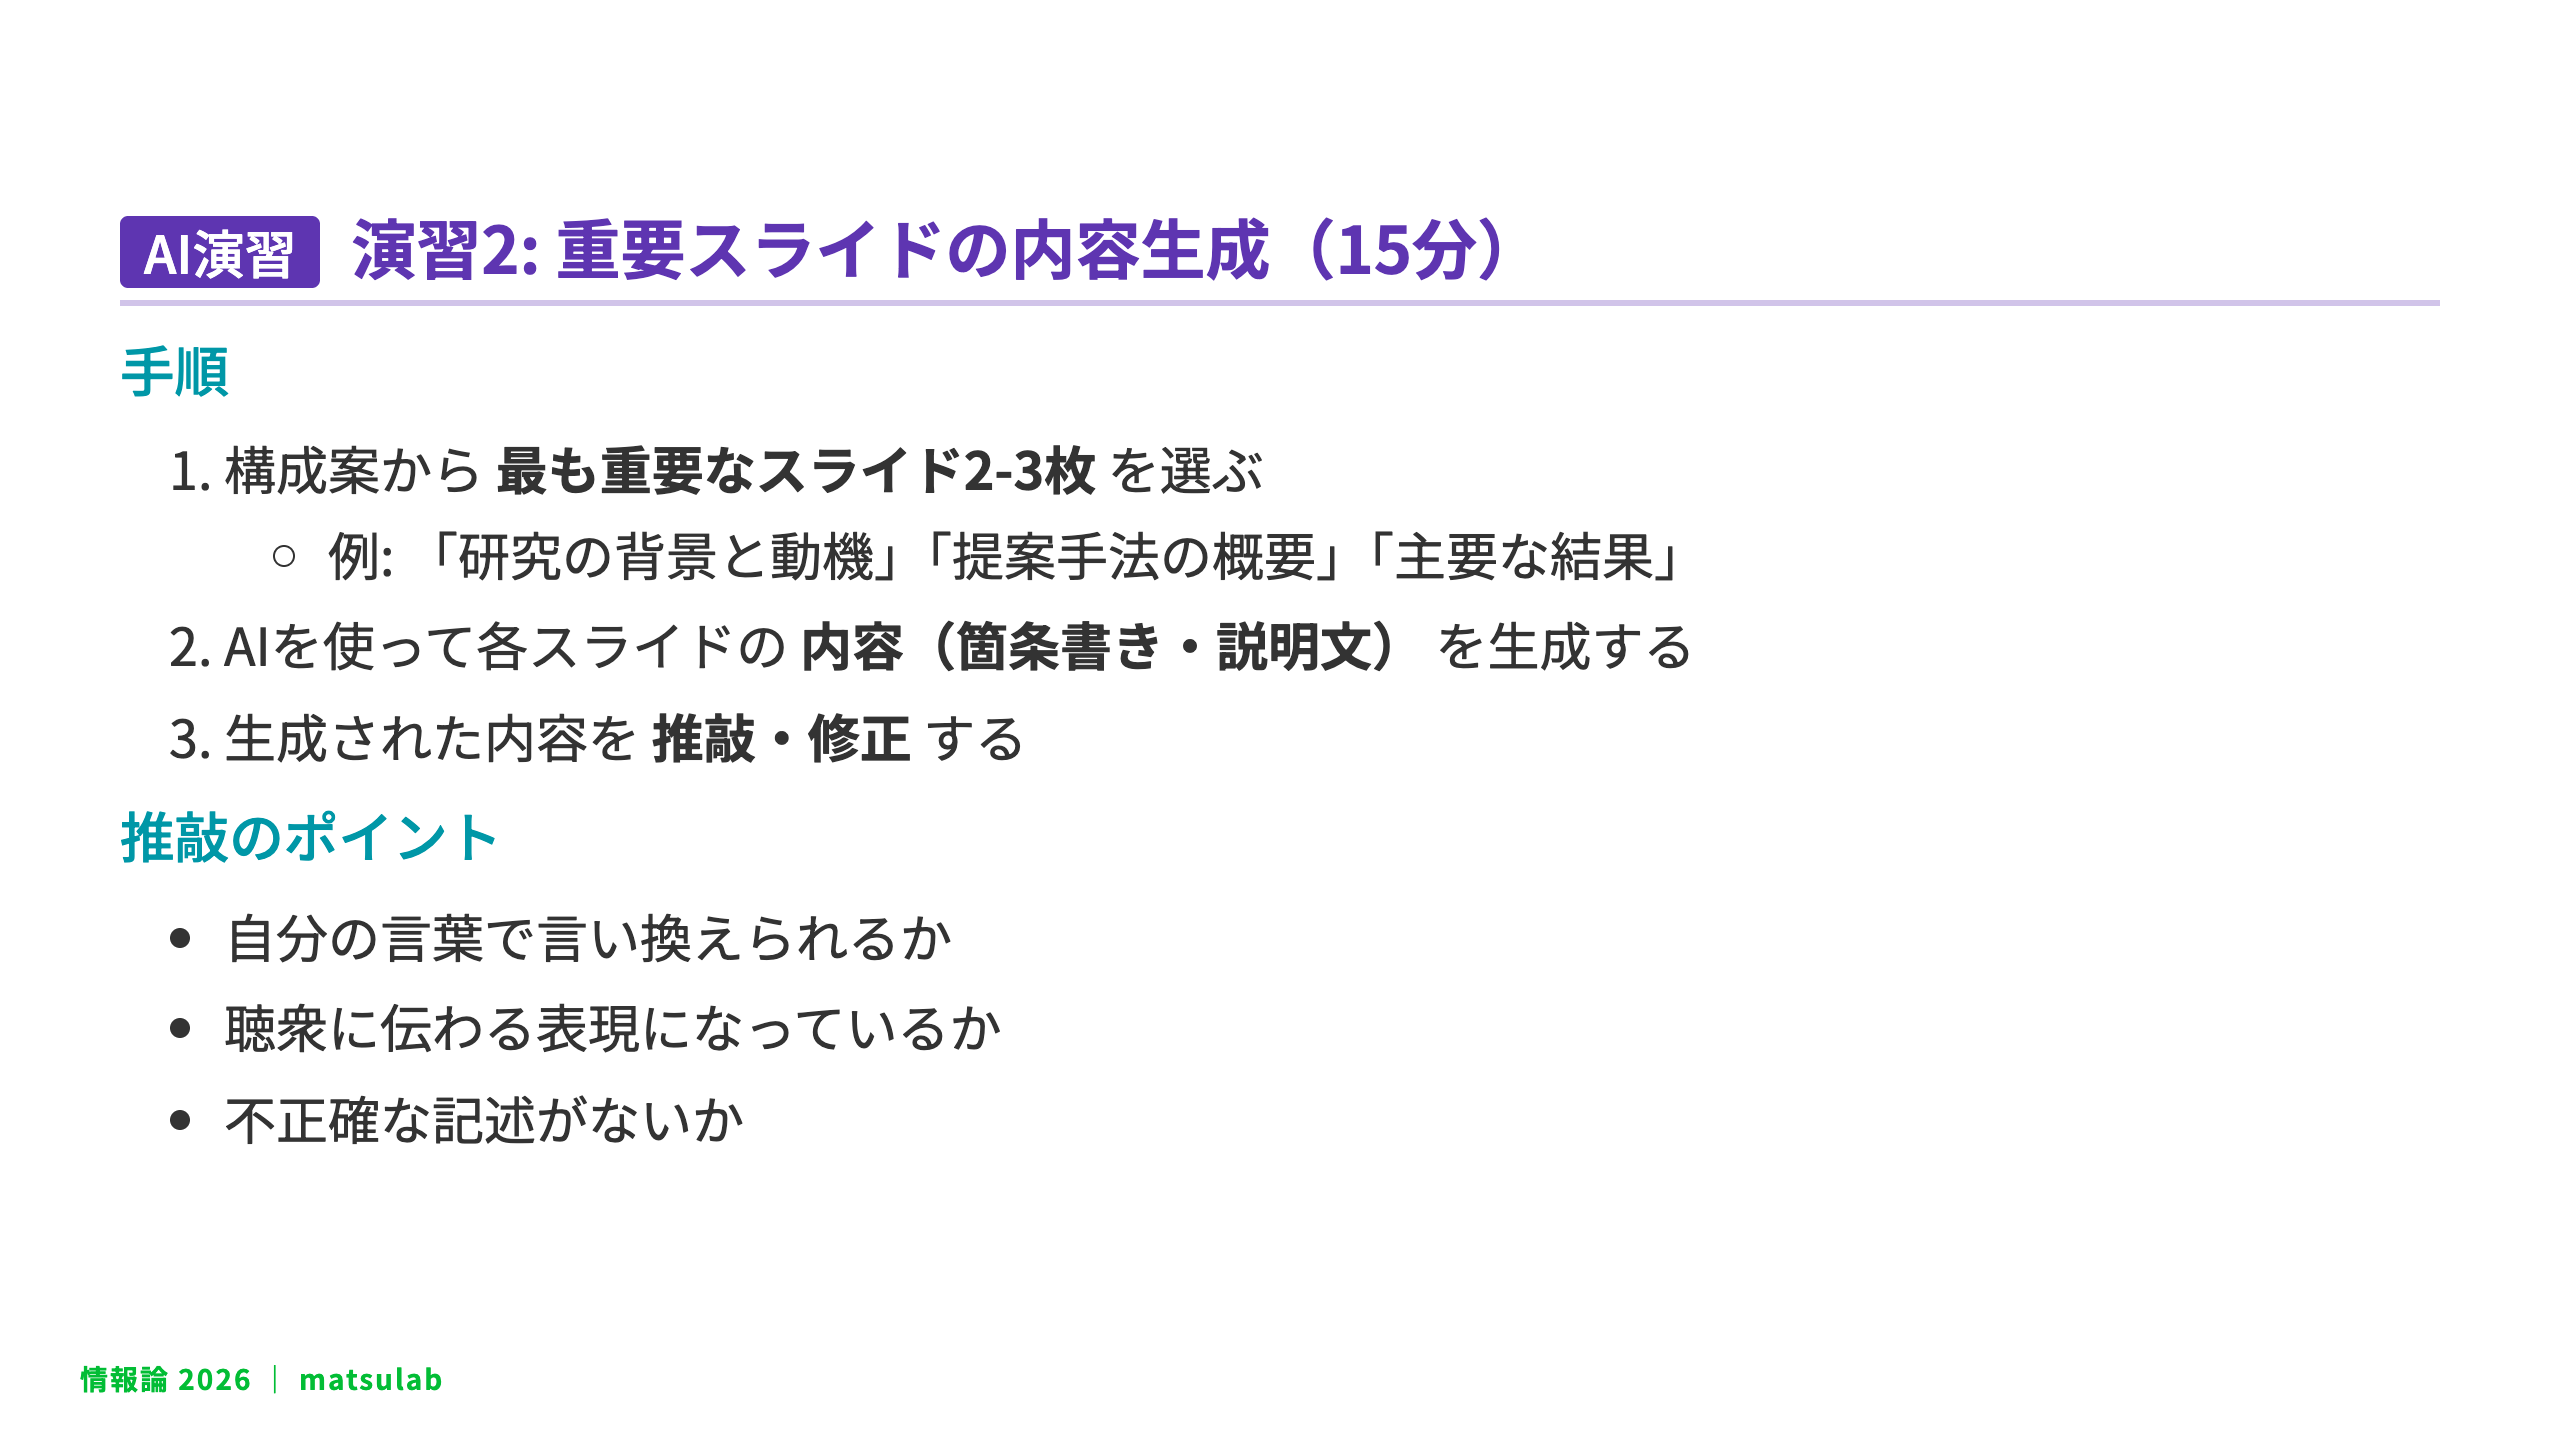 AI演習 演習2: 重要スライドの内容生成（15分）
手順
1. 構成案から 最も重要なスライド2-3枚 を選ぶ
○ 例: 「研究の背景と動機」「提案手法の概要」「主要な結果」
2. AIを使って各スライドの 内容（箇条書き・説明文） を生成する
3. 生成された内容を 推敲・修正 する
推敲のポイント
• 自分の言葉で言い換えられるか
• 聴衆に伝わる表現になっているか
• 不正確な記述がないか
情報論 2026 ｜ matsulab